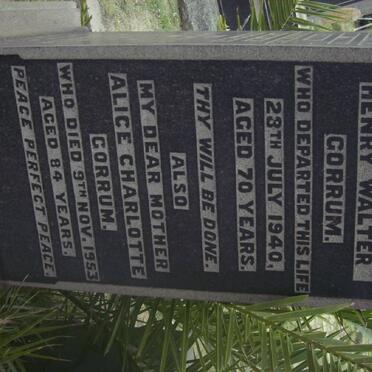 HENRY WALTER
CORRUM.
WHO DEPARTED THIS LIFE
23TH JULY 1940,
AGED 70 YEARS.
THY WILL BE DONE.
ALSO
MY DEAR MOTHER
ALICE CHARLOTTE
CORRUM.
WHO DIED 9TH NOV. 1953
AGED 84 YEARS.
PEACE PERFECT PEACE